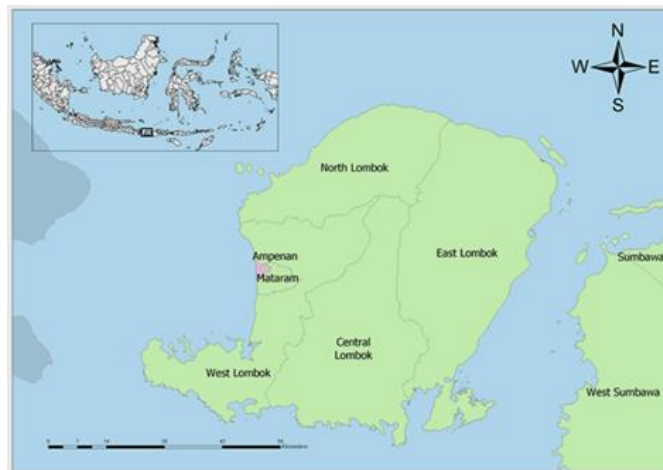 N
W E
S
North Lombok
East Lombok
Ampenan
Mataram
Sumbawa
Central
Lombok
West Lombok
West Sumbawa